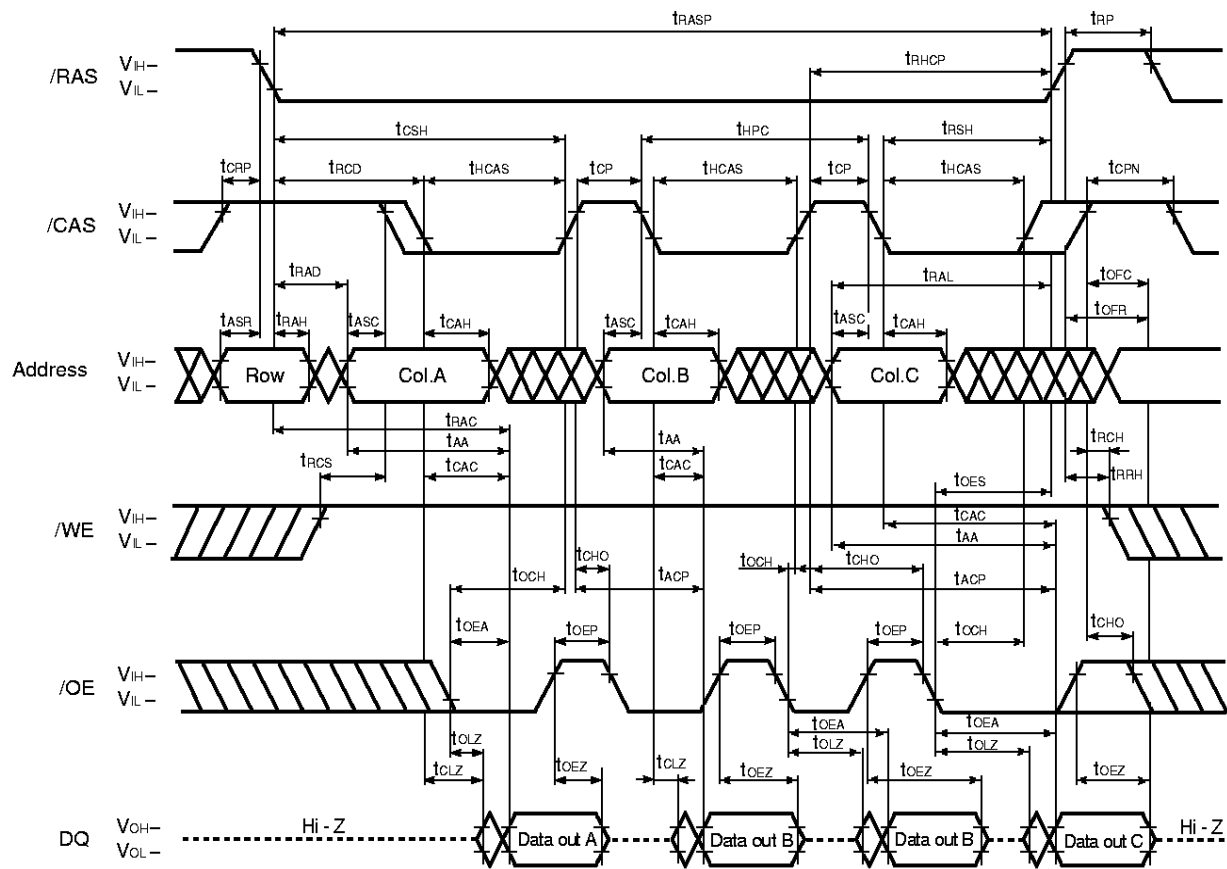 tRASP
tRP
tRHCP
/RAS
VIH–
VIL–
tCSH
tHPC
tRSH
tCRP
tRCD
tHCAS
tCP
tHCAS
tCP
tHCAS
tCPN
/CAS
VIH–
VIL–
tRAD
tRAL
tOFC
tOFR
tASR
tRAH
tASC
tCAH
tASC
tCAH
tASC
tCAH
Address
VIH–
VIL–
Row
Col.A
Col.B
Col.C
tRAC
tAA
tAA
tRCH
tRCS
tCAC
tCAC
tOES
tRRH
/WE
VIH–
VIL–
tCAC
tAA
tCHO
tOCH
tCHO
tOCH
tACP
tACP
tOEA
tOEP
tOEP
tOEP
tOCH
tCHO
/OE
VIH–
VIL–
tOEA
tOEA
tOLZ
tOLZ
tOLZ
tCLZ
tOEZ
tCLZ
tOEZ
tOEZ
tOEZ
DQ
VOH–
VOL–
Hi - Z
Data out A
Data out B
Data out B
Data out C
Hi - Z